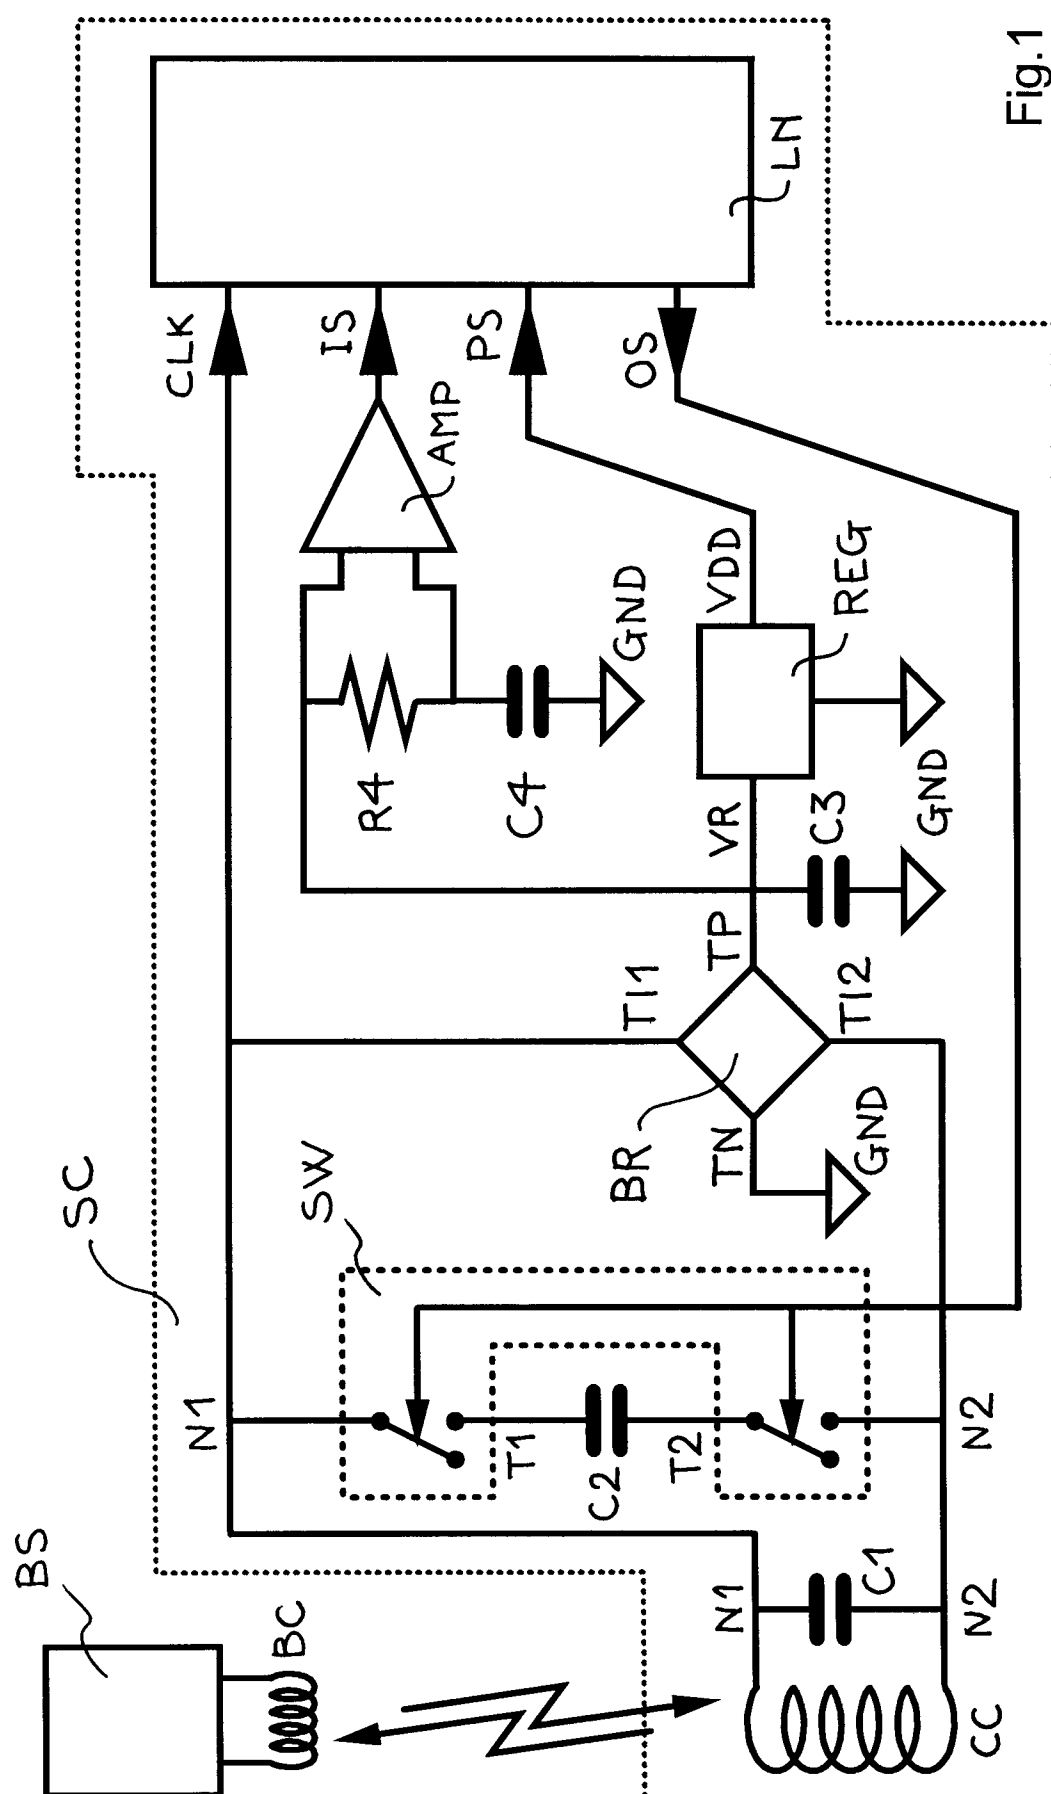 Fig.1
LM
CLK
IS
PS
OS
AMP
VDD
REG
GND
R4
C4
VR
C3
GND
TP
TI1
TI2
BR
TN
GND
SC
SW
N1
T1
C2
T2
N2
BS
BC
N1
C1
N2
CC